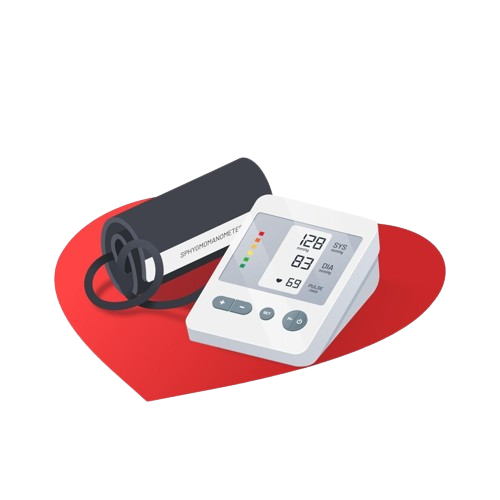 SPHYGMOMANOMETE
128 SYS
83 DIA
69 PULSE
+ −
SET